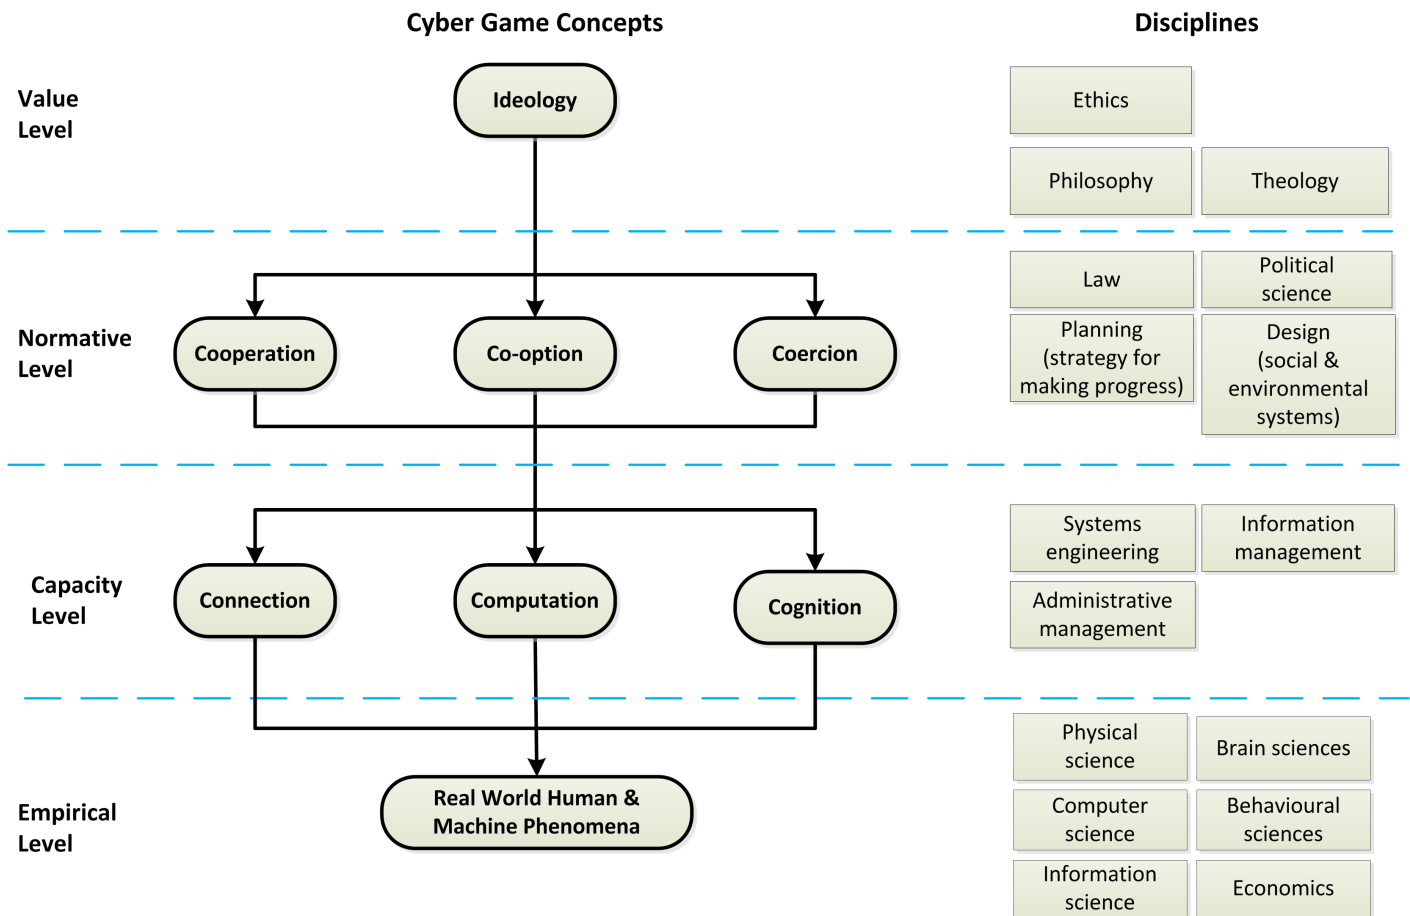 Cyber Game Concepts
Disciplines
Value
Level
Ideology
Ethics
Philosophy
Theology
Normative
Level
Cooperation
Co-option
Coercion
Law
Political
science
Planning
(strategy for
making progress)
Design
(social &
environmental
systems)
Capacity
Level
Connection
Computation
Cognition
Systems
engineering
Information
management
Administrative
management
Empirical
Level
Real World Human &
Machine Phenomena
Physical
science
Brain sciences
Computer
science
Behavioural
sciences
Information
science
Economics